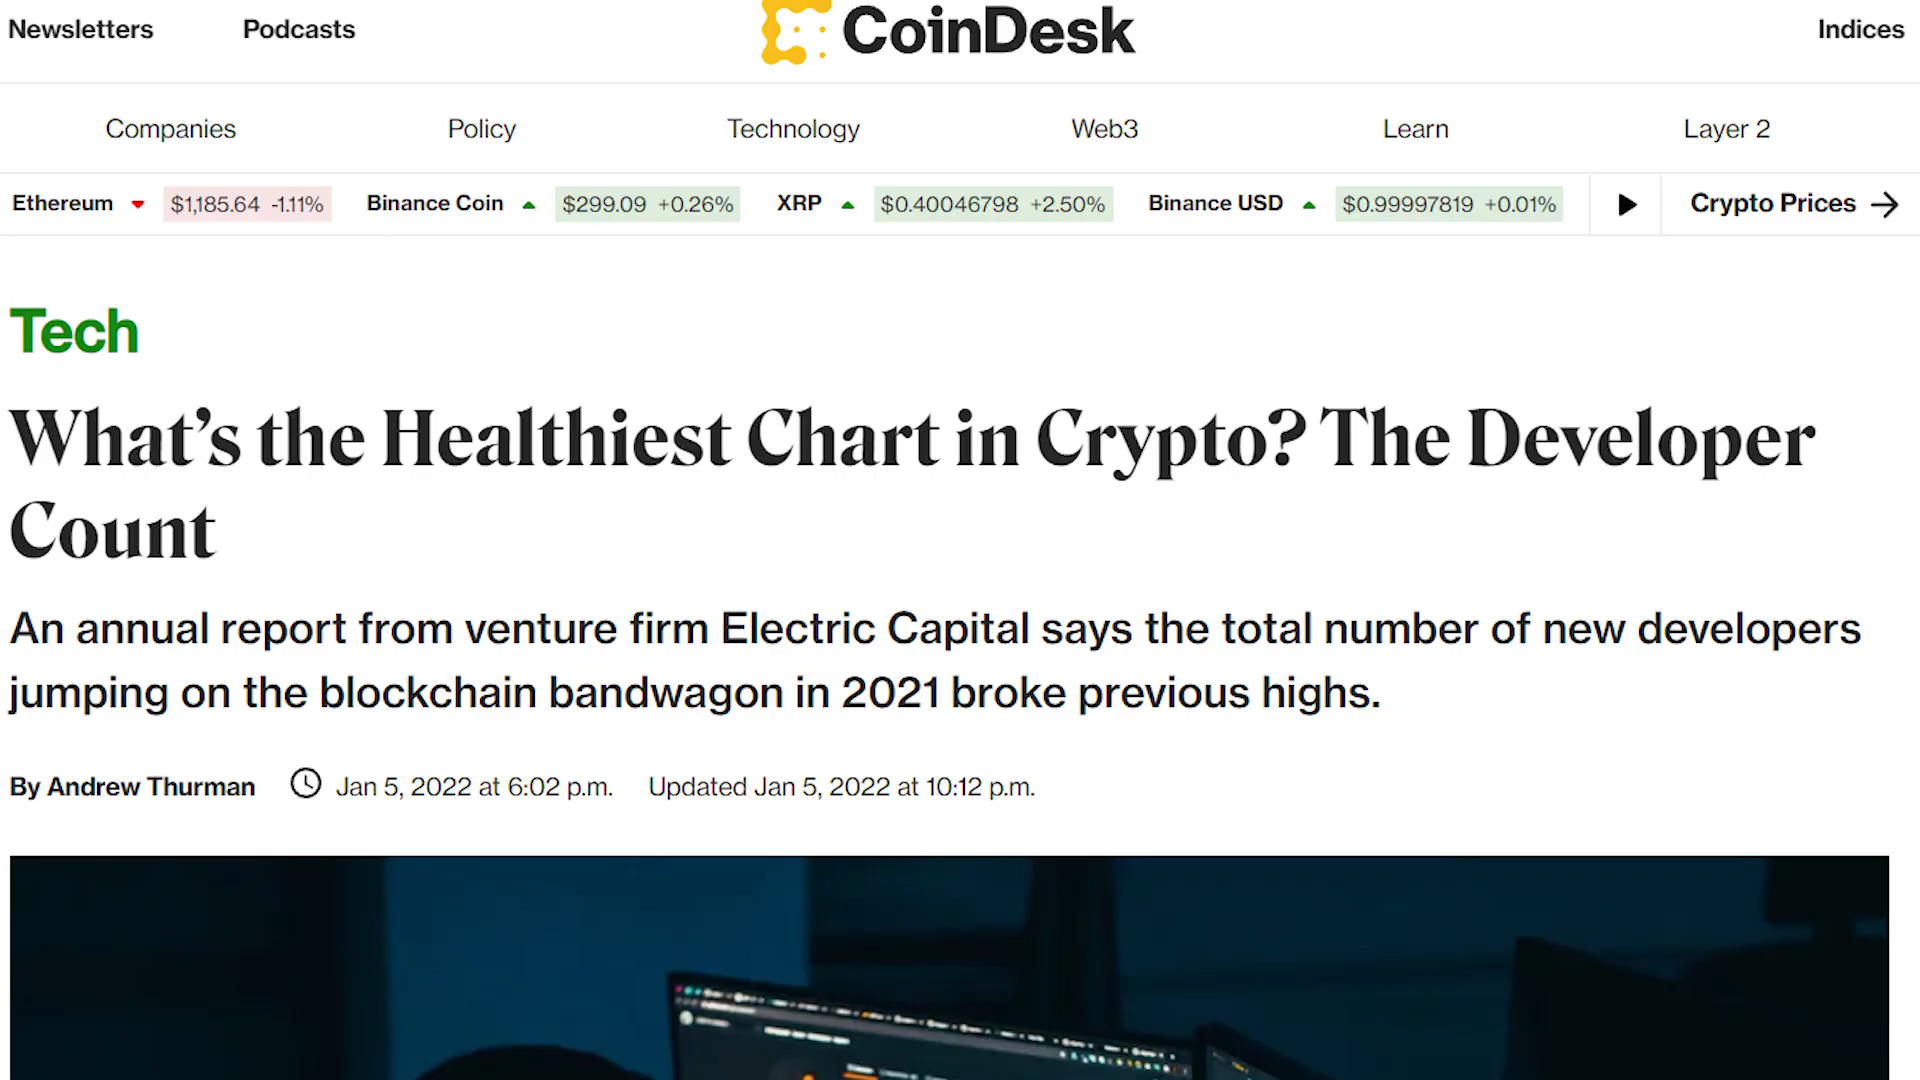 Newsletters Podcasts CoinDesk Indices
Companies Policy Technology Web3 Learn Layer 2
Ethereum $1,185.64 -1.11% Binance Coin $299.09 +0.26% XRP $0.40046798 +2.50% Binance USD $0.99997819 +0.01% Crypto Prices
Tech
What’s the Healthiest Chart in Crypto? The Developer
Count
An annual report from venture firm Electric Capital says the total number of new developers
jumping on the blockchain bandwagon in 2021 broke previous highs.
By Andrew Thurman Jan 5, 2022 at 6:02 p.m. Updated Jan 5, 2022 at 10:12 p.m.